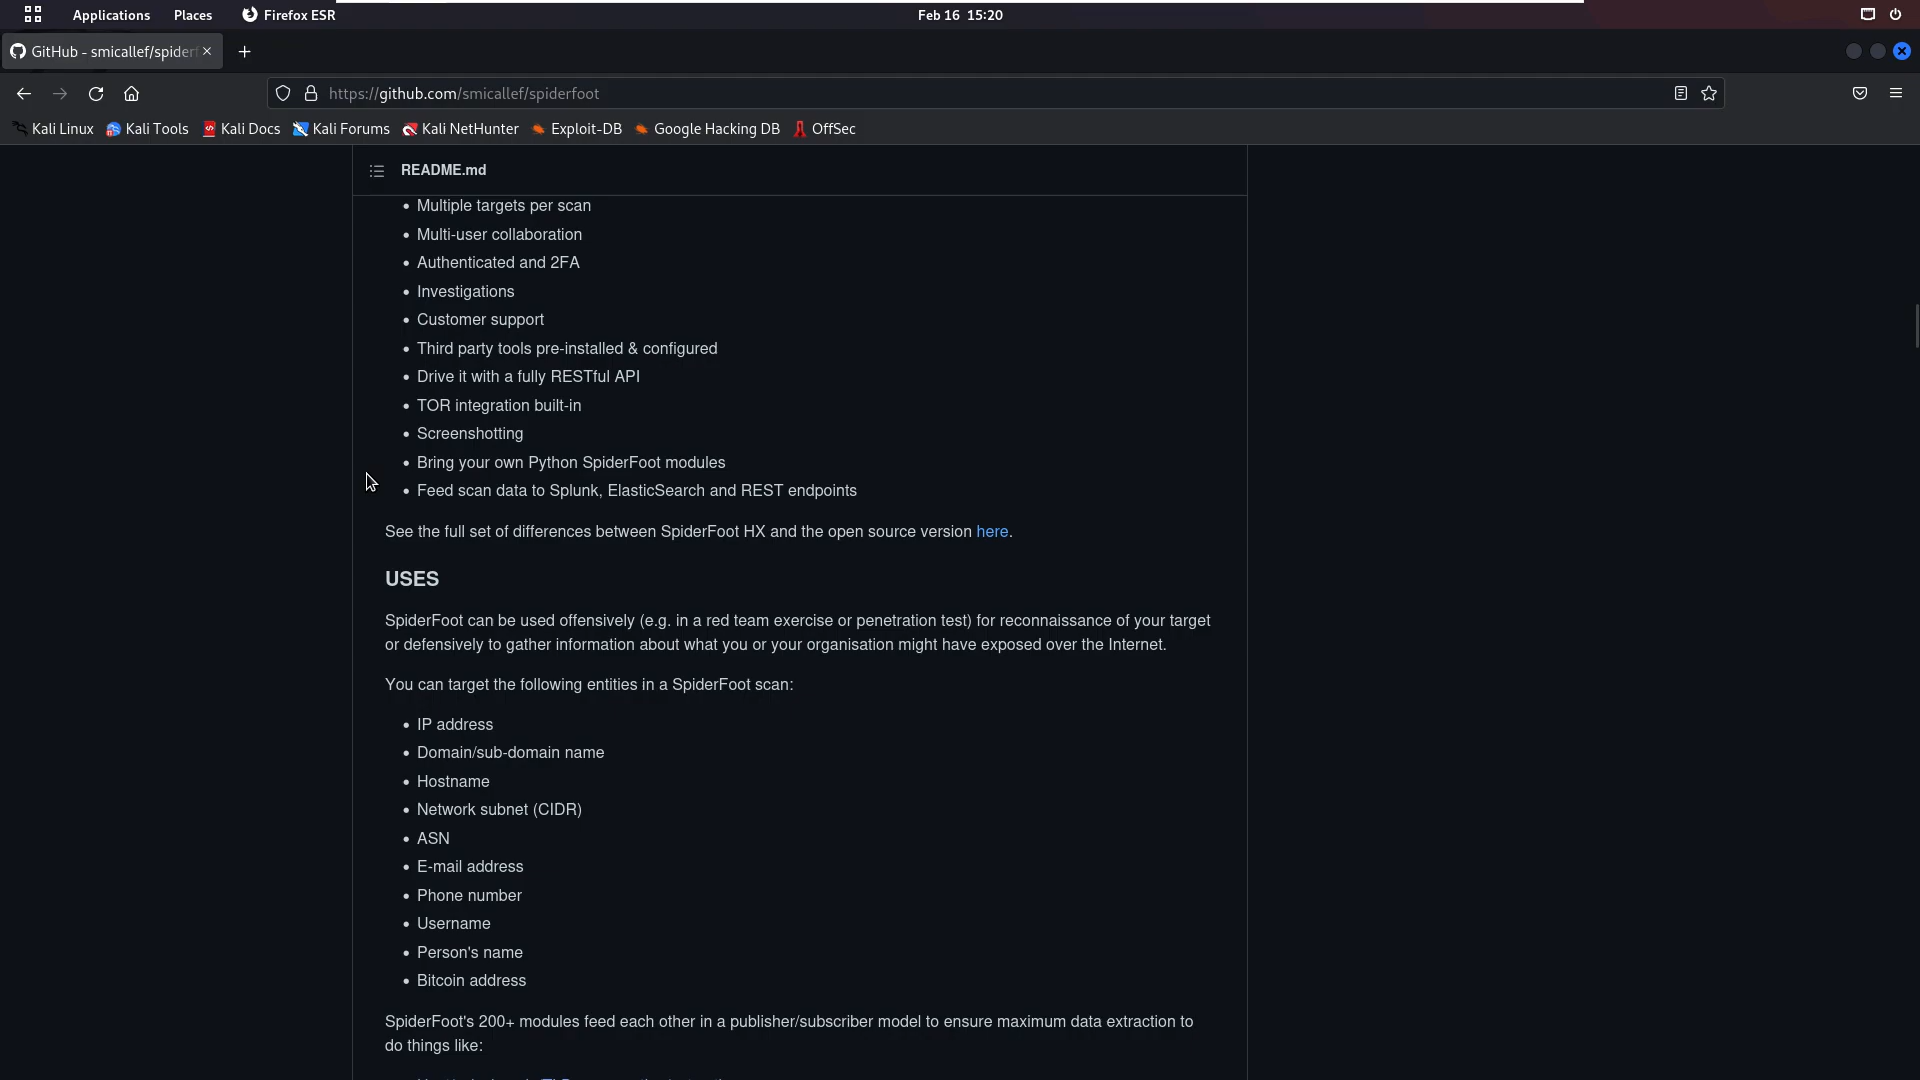 Applications Places Firefox ESR Feb 16 15:20
GitHub - smicallef/spiderf
https://github.com/smicallef/spiderfoot
Kali Linux Kali Tools Kali Docs Kali Forums Kali NetHunter Exploit-DB Google Hacking DB OffSec
README.md
• Multiple targets per scan
• Multi-user collaboration
• Authenticated and 2FA
• Investigations
• Customer support
• Third party tools pre-installed & configured
• Drive it with a fully RESTful API
• TOR integration built-in
• Screenshotting
• Bring your own Python SpiderFoot modules
• Feed scan data to Splunk, ElasticSearch and REST endpoints
See the full set of differences between SpiderFoot HX and the open source version here.
USES
SpiderFoot can be used offensively (e.g. in a red team exercise or penetration test) for reconnaissance of your target
or defensively to gather information about what you or your organisation might have exposed over the Internet.
You can target the following entities in a SpiderFoot scan:
• IP address
• Domain/sub-domain name
• Hostname
• Network subnet (CIDR)
• ASN
• E-mail address
• Phone number
• Username
• Person's name
• Bitcoin address
SpiderFoot's 200+ modules feed each other in a publisher/subscriber model to ensure maximum data extraction to
do things like: